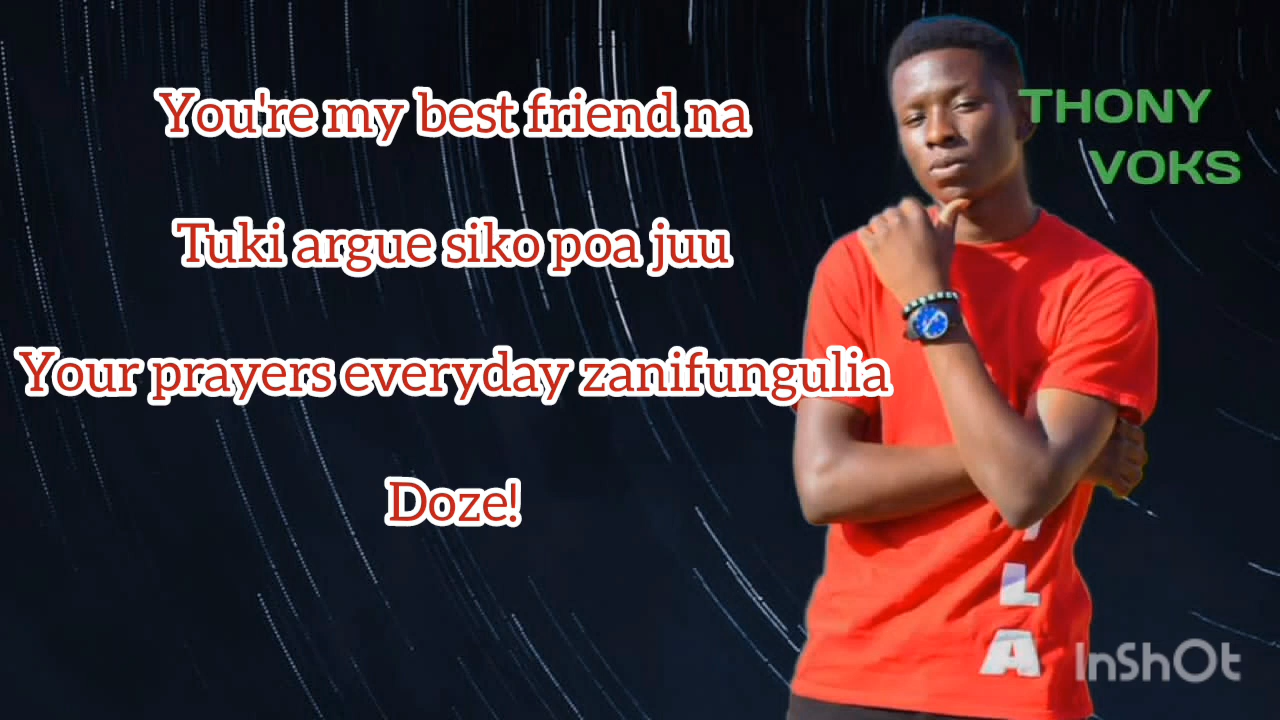 You're my best friend na
Tuki argue siko poa juu
Your prayers everyday zanifungulia
Doze!
THONY
VOKS
L
A
InShOt